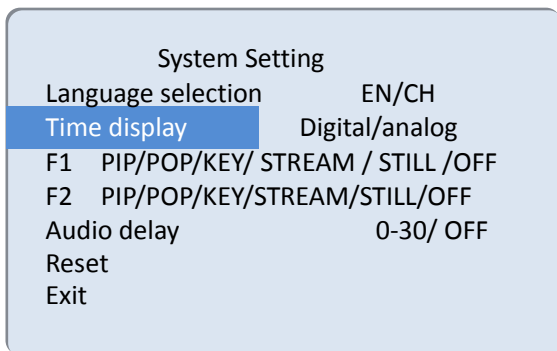 System Setting
Language selection EN/CH
Time display Digital/analog
F1 PIP/POP/KEY/ STREAM / STILL /OFF
F2 PIP/POP/KEY/STREAM/STILL/OFF
Audio delay 0-30/ OFF
Reset
Exit